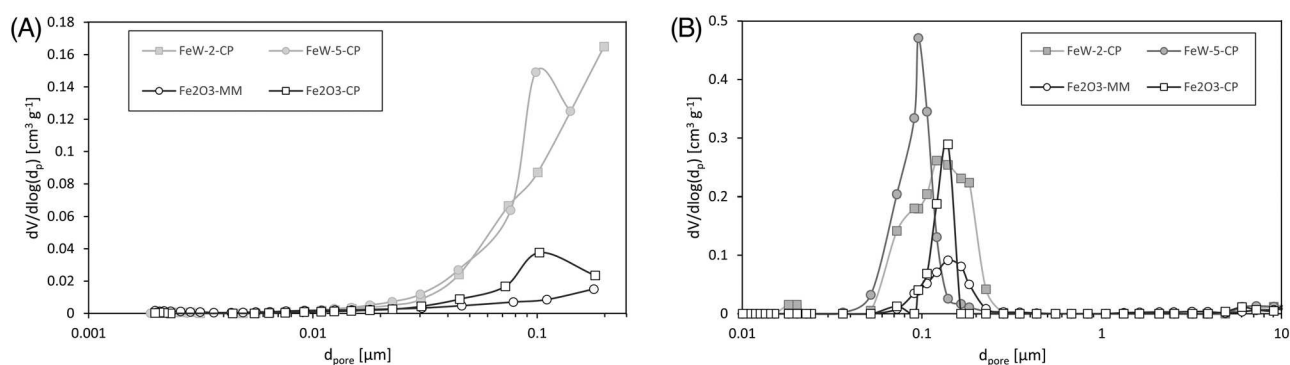 (A)
0.18
0.16
0.14
0.12
0.1
0.08
0.06
0.04
0.02
0
dV/dlog(dp) [cm³ g⁻¹]
FeW-2-CP
FeW-5-CP
Fe2O3-MM
Fe2O3-CP
0.001
0.01
0.1
dpore [µm]
(B)
0.5
0.4
0.3
0.2
0.1
0.0
dV/dlog(dp) [cm³ g⁻¹]
FeW-2-CP
FeW-5-CP
Fe2O3-MM
Fe2O3-CP
0.01
0.1
1
10
dpore [µm]